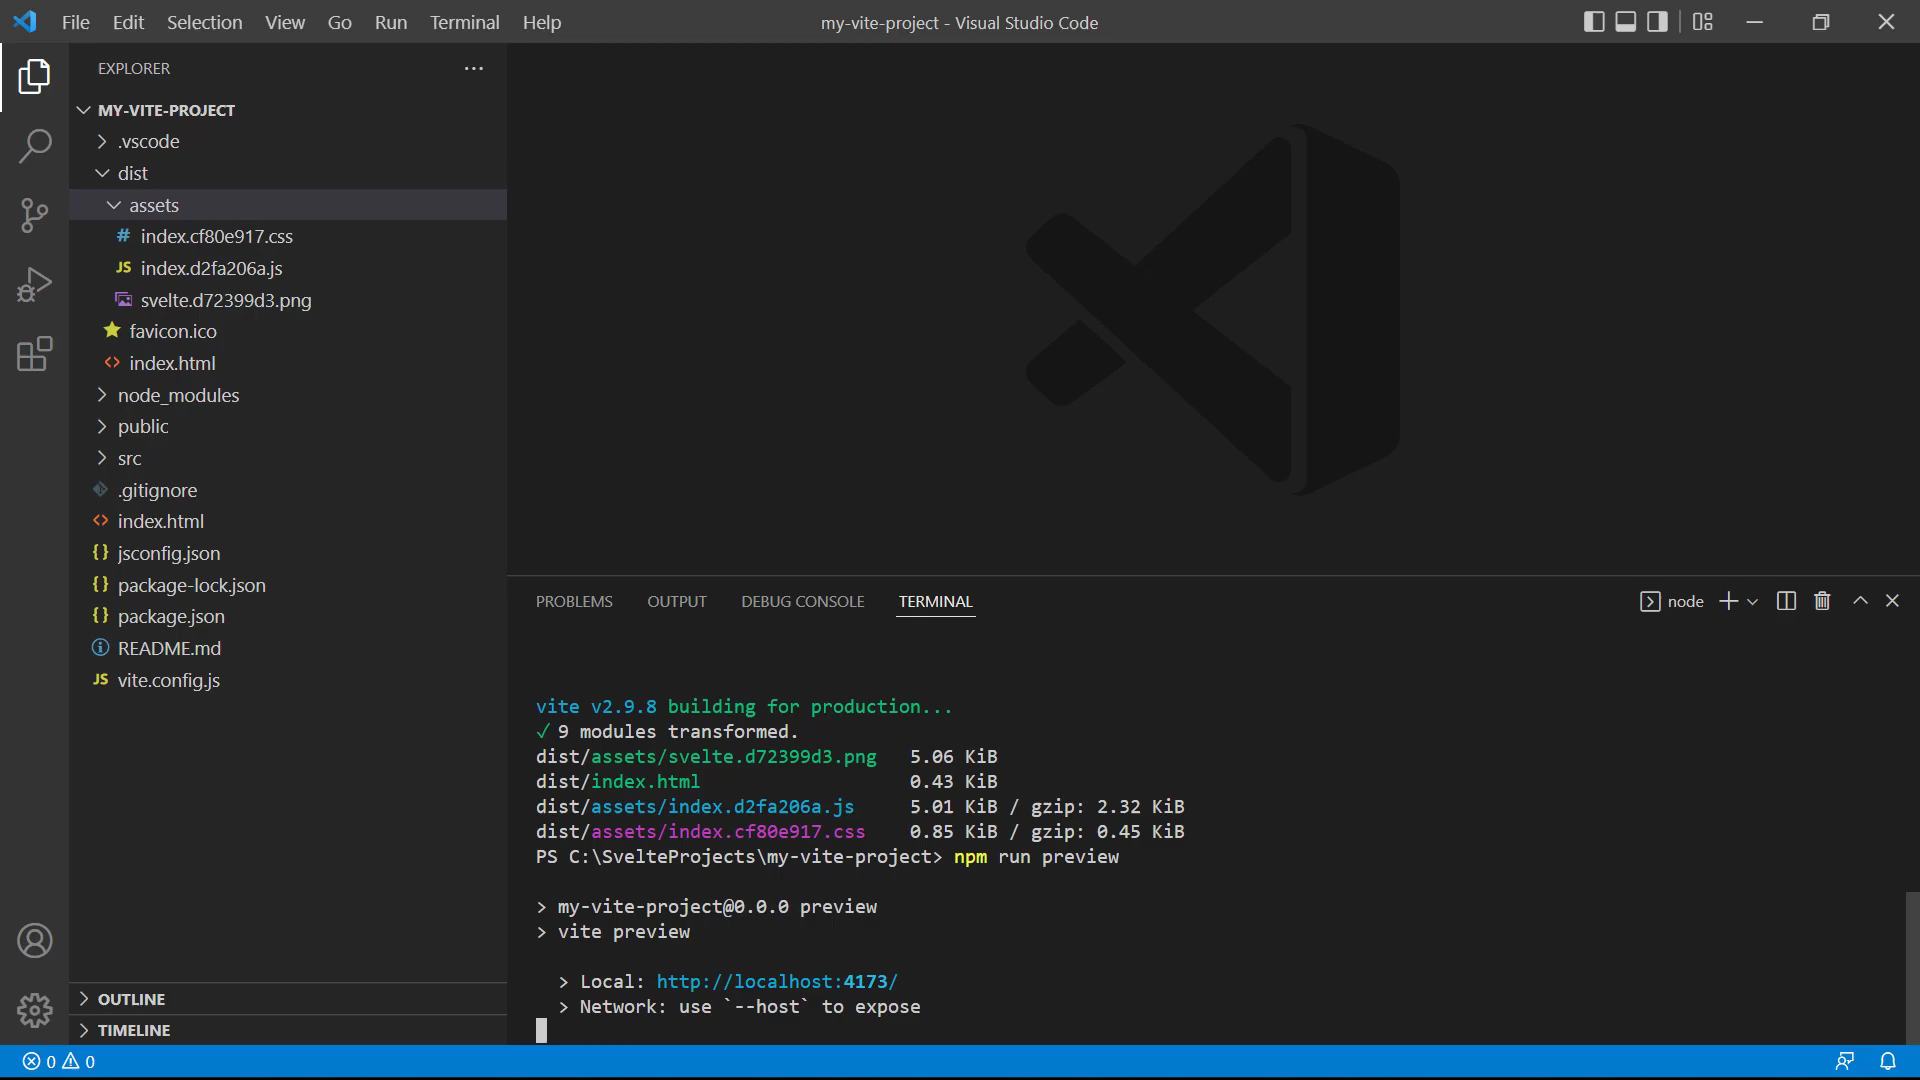 File Edit Selection View Go Run Terminal Help
my-vite-project - Visual Studio Code
EXPLORER
MY-VITE-PROJECT
.vscode
dist
assets
# index.cf80e917.css
JS index.d2fa206a.js
svelte.d72399d3.png
favicon.ico
<> index.html
node_modules
public
src
.gitignore
<> index.html
{} jsconfig.json
{} package-lock.json
{} package.json
README.md
JS vite.config.js
OUTLINE
TIMELINE
PROBLEMS OUTPUT DEBUG CONSOLE TERMINAL
node
vite v2.9.8 building for production...
✓ 9 modules transformed.
dist/assets/svelte.d72399d3.png 5.06 KiB
dist/index.html 0.43 KiB
dist/assets/index.d2fa206a.js 5.01 KiB / gzip: 2.32 KiB
dist/assets/index.cf80e917.css 0.85 KiB / gzip: 0.45 KiB
PS C:\SvelteProjects\my-vite-project> npm run preview
> my-vite-project@0.0.0 preview
> vite preview
> Local: http://localhost:4173/
> Network: use `--host` to expose
0 0